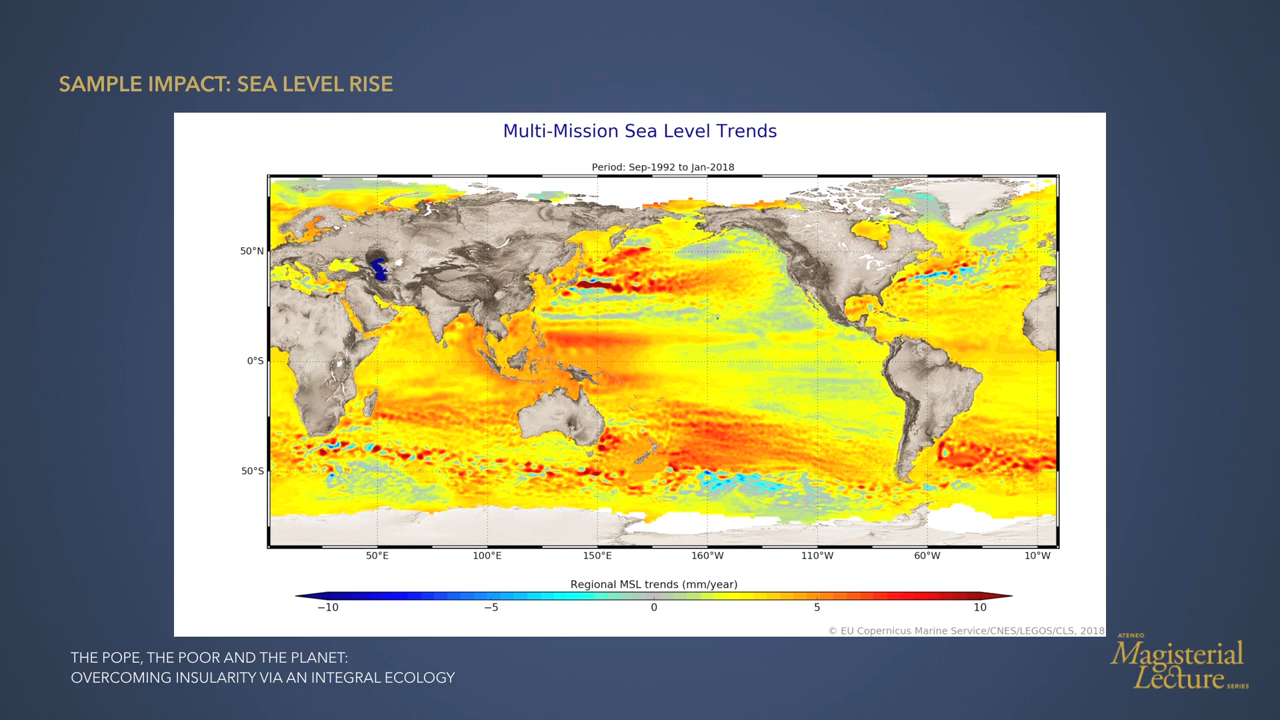 SAMPLE IMPACT: SEA LEVEL RISE
Multi-Mission Sea Level Trends
Period: Sep-1992 to Jan-2018
50°N
0°S
50°S
50°E 100°E 150°E 160°W 110°W 60°W 10°W
Regional MSL trends (mm/year)
−10 −5 0 5 10
© EU Copernicus Marine Service/CNES/LEGOS/CLS, 2018
THE POPE, THE POOR AND THE PLANET:
OVERCOMING INSULARITY VIA AN INTEGRAL ECOLOGY
ATENEO
Magisterial
Lecture SERIES